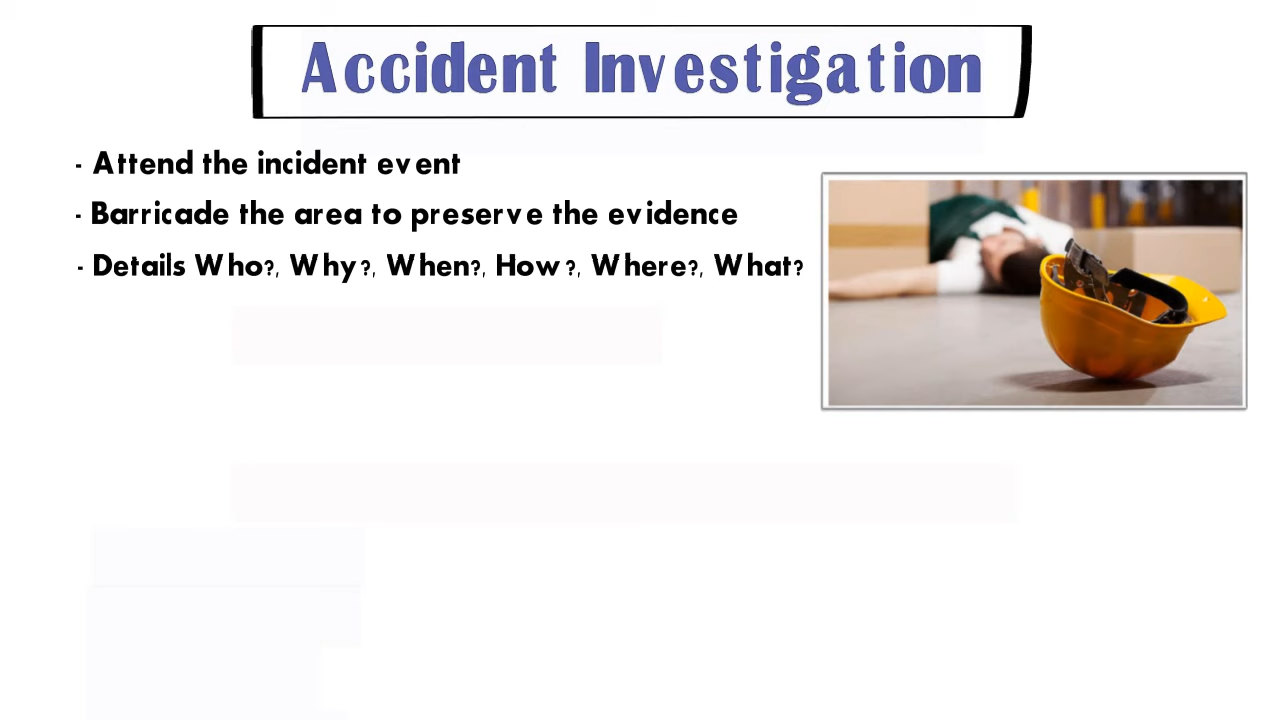 Accident Investigation
- Attend the incident event
- Barricade the area to preserve the evidence
- Details Who?, Why?, When?, How?, Where?, What?